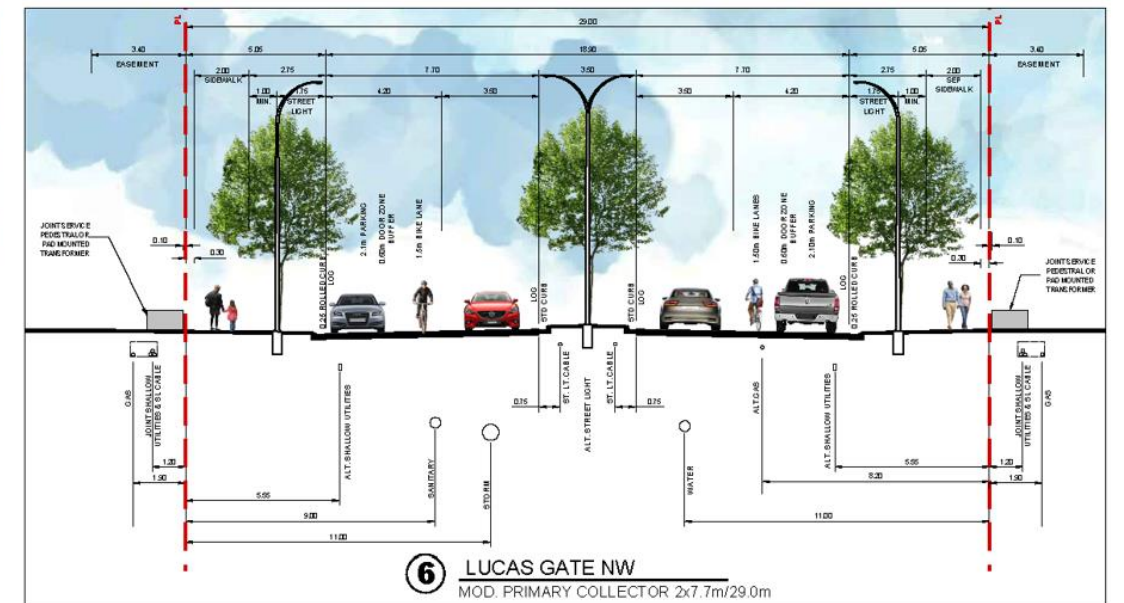 PL
29.00
PL
3.40
5.05
18.90
5.05
3.40
EASEMENT
EASEMENT
2.00
SIDEWALK
2.75
7.70
3.50
7.70
2.75
2.00
SEP
SIDEWALK
1.00
MIN.
1.75
STREET
LIGHT
4.20
3.50
3.50
4.20
1.75
STREET
LIGHT
1.00
MIN.
JOINT SERVICE
PEDESTRAL OR
PAD MOUNTED
TRANSFORMER
0.10
0.30
2.1m PARKING
0.60m DOOR ZONE
BUFFER
1.5m BIKE LANE
1.50m BIKE LANES
0.60m DOOR ZONE
BUFFER
2.10m PARKING
0.10
0.30
JOINT SERVICE
PEDESTRAL OR
PAD MOUNTED
TRANSFORMER
0.25 ROLLED CURB
LOG
LOG
STD CURB
STD CURB
LOG
LOG
0.25 ROLLED CURB
GAS
JOINT SHALLOW
UTILITIES & SL CABLE
ALT. SHALLOW UTILITIES
SANITARY
STORM
ST. LT. CABLE
ALT. STREET LIGHT
ST. LT. CABLE
WATER
ALT.GAS
ALT. SHALLOW UTILITIES
JOINT SHALLOW
UTILITIES & SL CABLE
GAS
0.75
0.75
1.20
1.90
5.55
9.00
11.00
5.55
8.20
11.00
1.20
1.90
6 LUCAS GATE NW
MOD. PRIMARY COLLECTOR 2x7.7m/29.0m